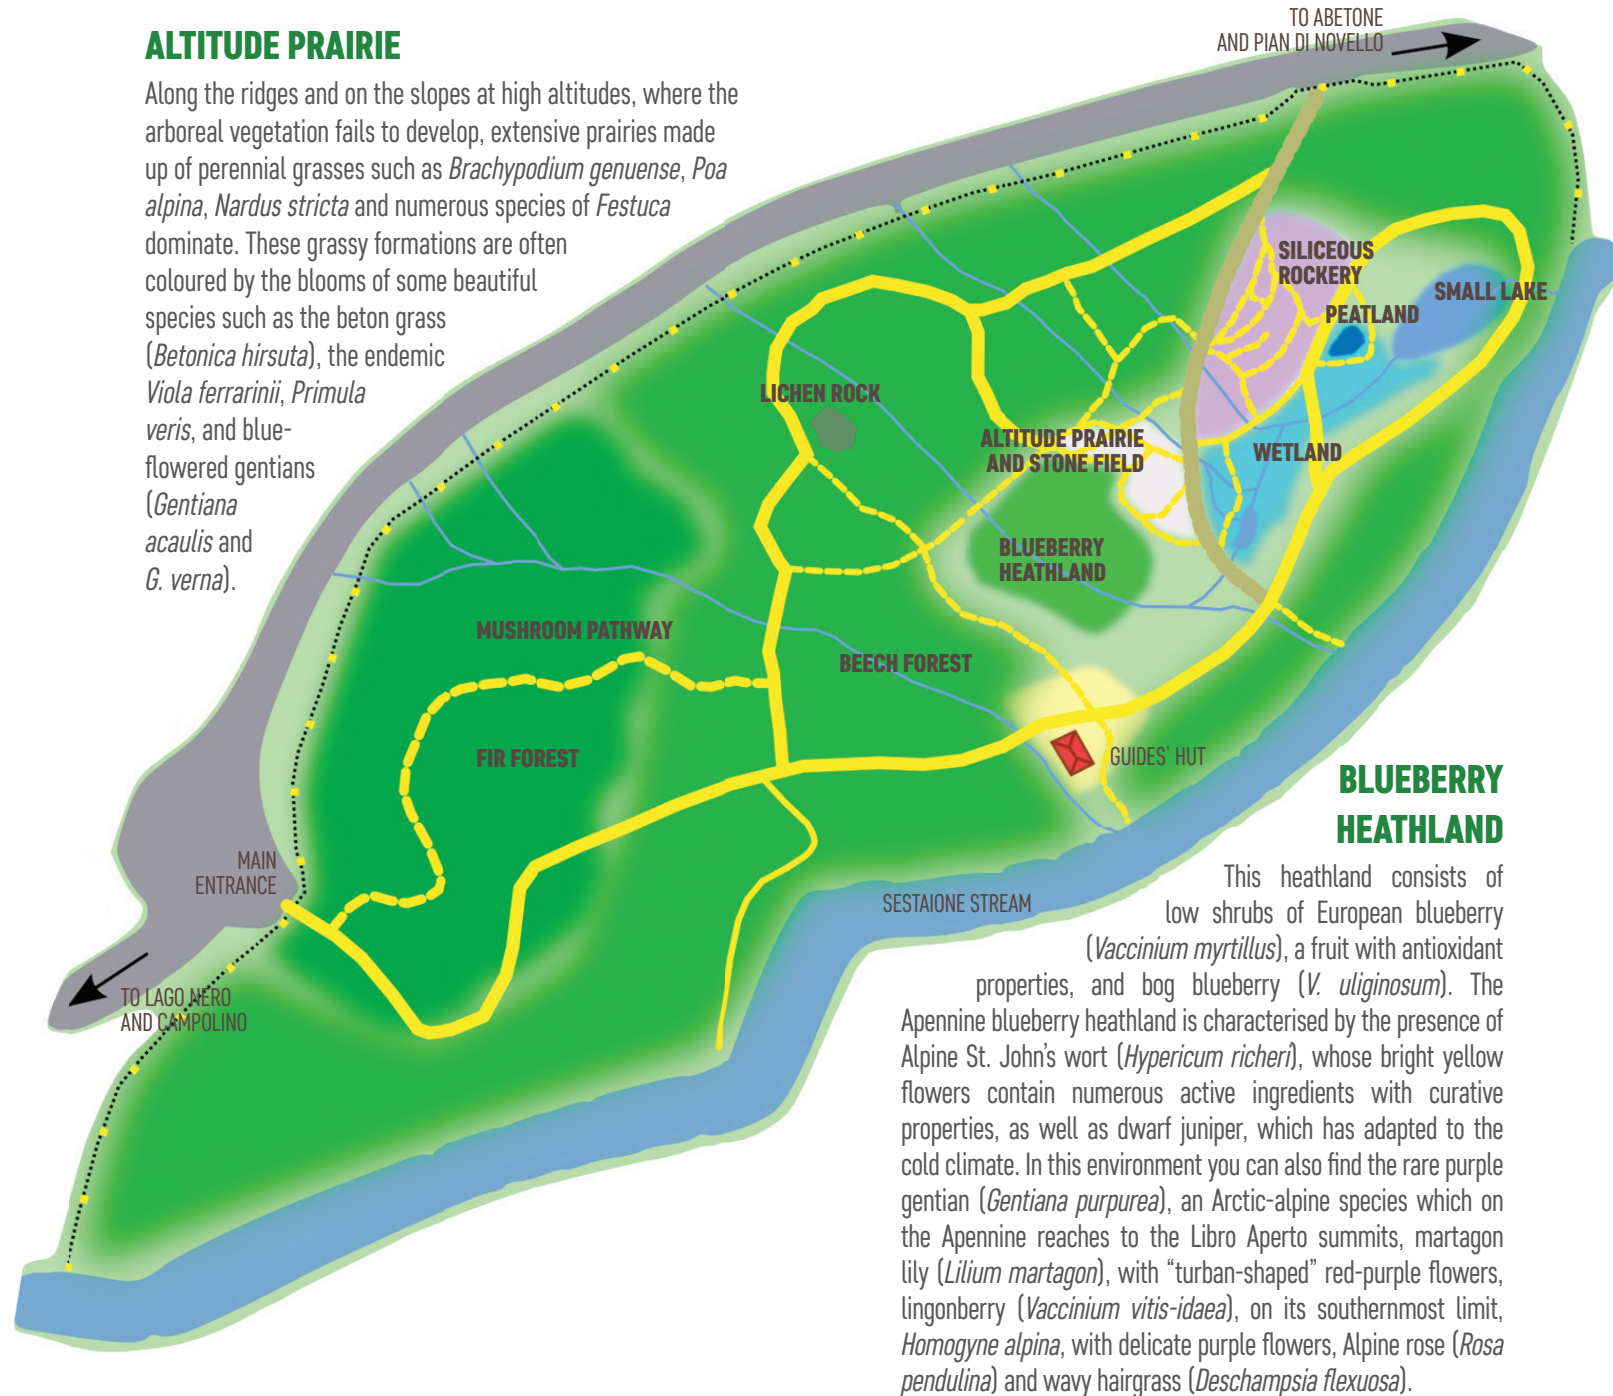 ALTITUDE PRAIRIE
Along the ridges and on the slopes at high altitudes, where the
arboreal vegetation fails to develop, extensive prairies made
up of perennial grasses such as Brachypodium genuense, Poa
alpina, Nardus stricta and numerous species of Festuca
dominate. These grassy formations are often
coloured by the blooms of some beautiful
species such as the beton grass
(Betonica hirsuta), the endemic
Viola ferrarinii, Primula
veris, and blue-
flowered gentians
(Gentiana
acaulis and
G. verna).
TO ABETONE
AND PIAN DI NOVELLO
SILICEOUS
ROCKERY
SMALL LAKE
PEATLAND
LICHEN ROCK
ALTITUDE PRAIRIE
AND STONE FIELD
WETLAND
BLUEBERRY
HEATHLAND
MUSHROOM PATHWAY
BEECH FOREST
FIR FOREST
GUIDES' HUT
MAIN
ENTRANCE
SESTAIONE STREAM
TO LAGO NERO
AND CAMPOLINO
BLUEBERRY
HEATHLAND
This heathland consists of
low shrubs of European blueberry
(Vaccinium myrtillus), a fruit with antioxidant
properties, and bog blueberry (V. uliginosum). The
Apennine blueberry heathland is characterised by the presence of
Alpine St. John's wort (Hypericum richeri), whose bright yellow
flowers contain numerous active ingredients with curative
properties, as well as dwarf juniper, which has adapted to the
cold climate. In this environment you can also find the rare purple
gentian (Gentiana purpurea), an Arctic-alpine species which on
the Apennine reaches to the Libro Aperto summits, martagon
lily (Lilium martagon), with “turban-shaped” red-purple flowers,
lingonberry (Vaccinium vitis-idaea), on its southernmost limit,
Homogyne alpina, with delicate purple flowers, Alpine rose (Rosa
pendulina) and wavy hairgrass (Deschampsia flexuosa).